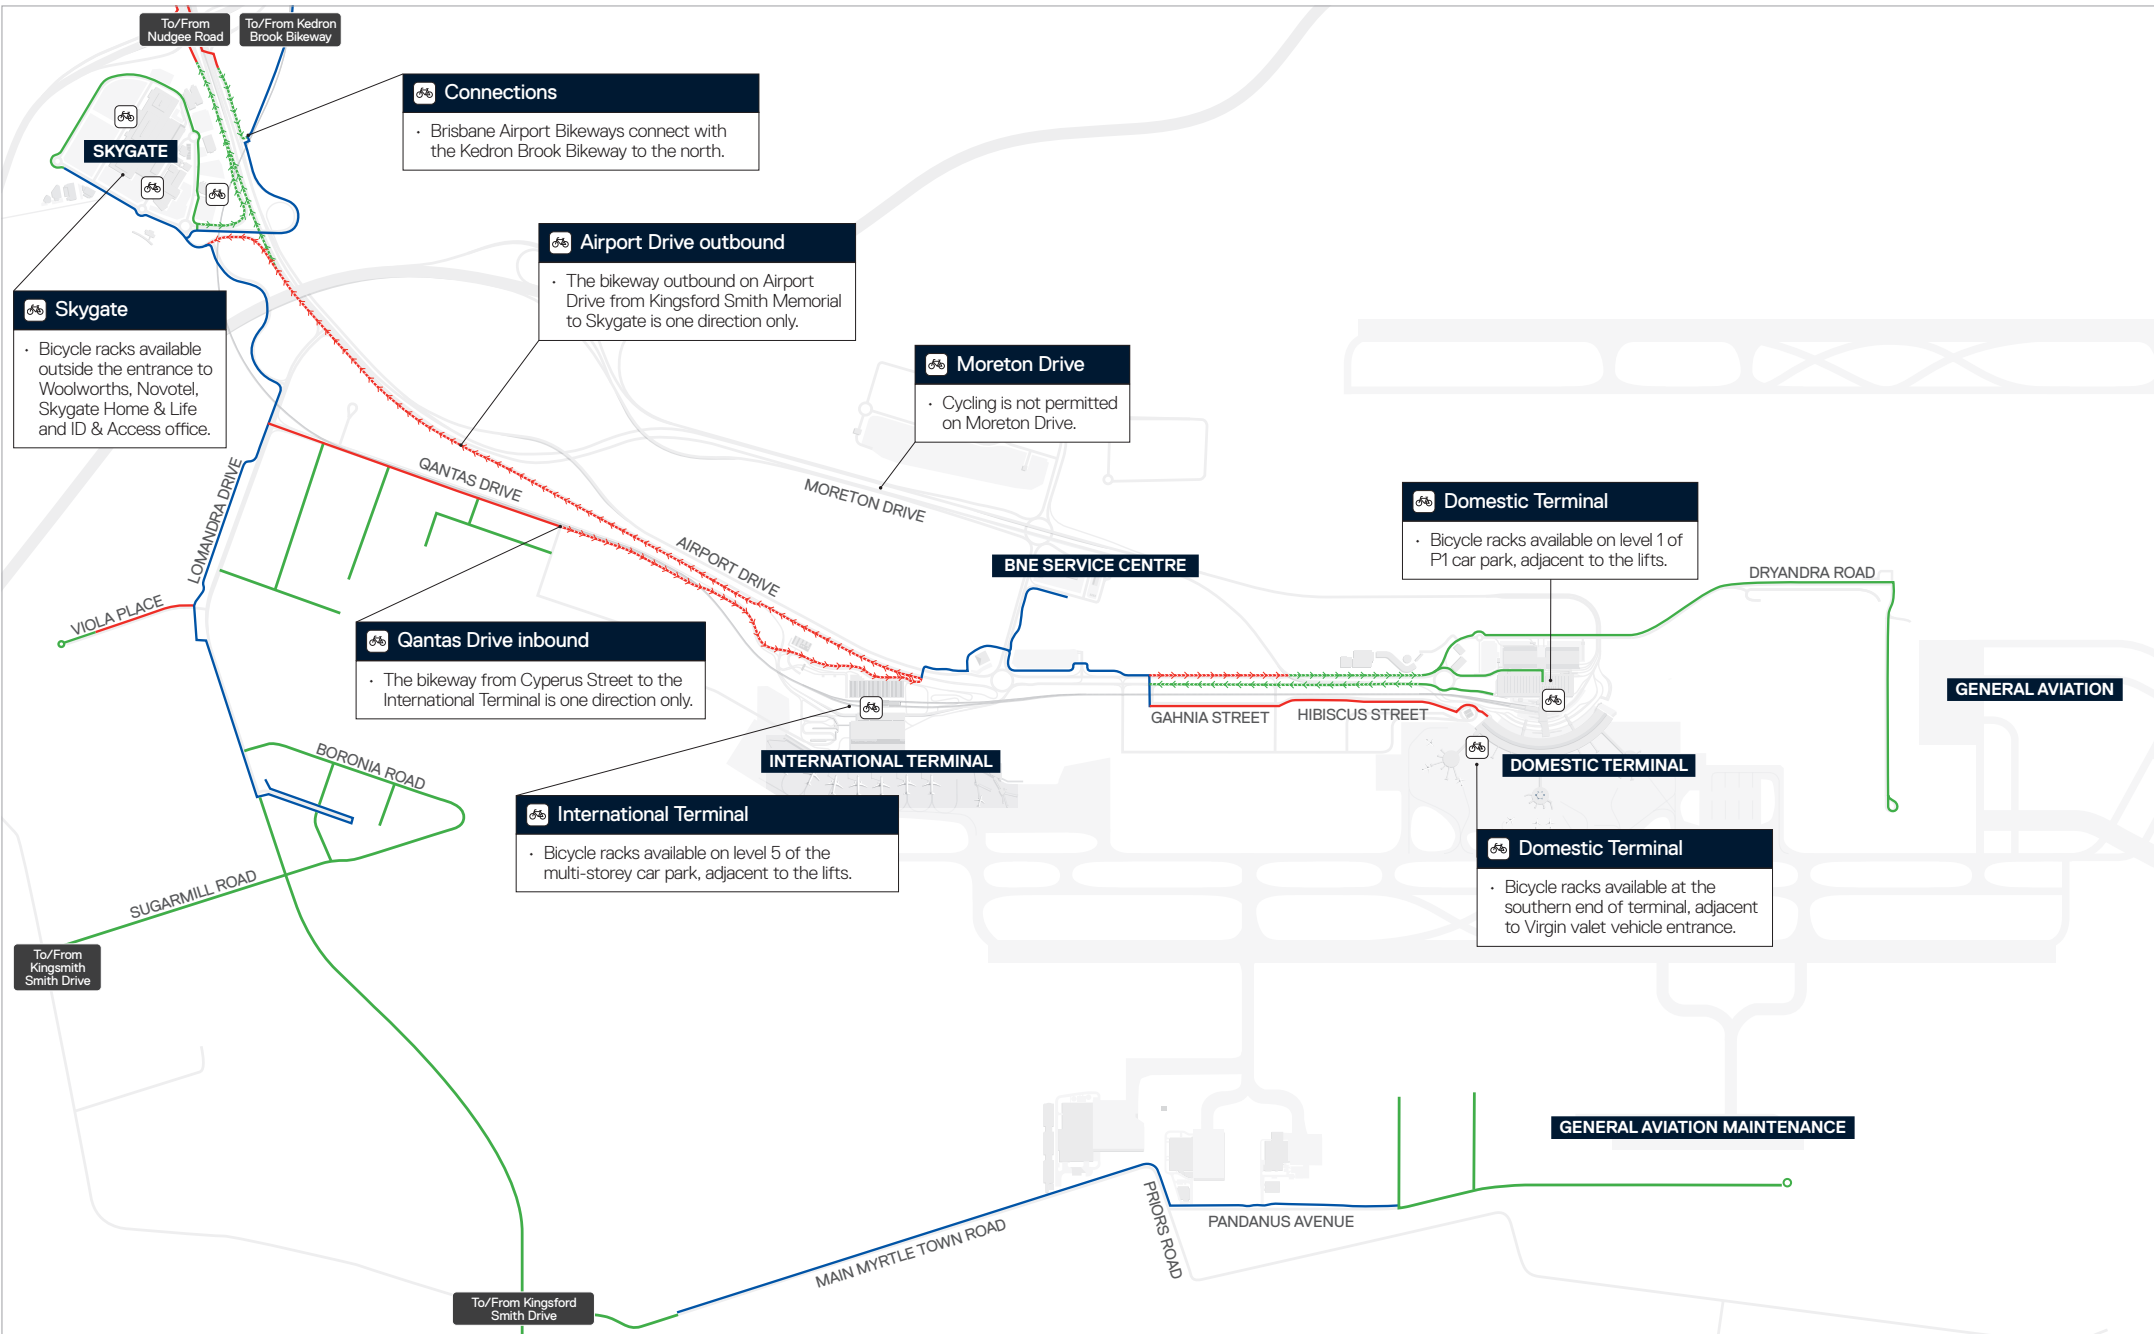 To/From
Nudgee Road
To/From Kedron
Brook Bikeway
Connections
· Brisbane Airport Bikeways connect with
the Kedron Brook Bikeway to the north.
SKYGATE
Airport Drive outbound
· The bikeway outbound on Airport
Drive from Kingsford Smith Memorial
to Skygate is one direction only.
Skygate
· Bicycle racks available
outside the entrance to
Woolworths, Novotel,
Skygate Home & Life
and ID & Access office.
Moreton Drive
· Cycling is not permitted
on Moreton Drive.
QANTAS DRIVE
MORETON DRIVE
LOMANDRA DRIVE
AIRPORT DRIVE
Domestic Terminal
· Bicycle racks available on level 1 of
P1 car park, adjacent to the lifts.
BNE SERVICE CENTRE
DRYANDRA ROAD
VIOLA PLACE
Qantas Drive inbound
· The bikeway from Cyperus Street to the
International Terminal is one direction only.
GENERAL AVIATION
GAHNIA STREET
HIBISCUS STREET
INTERNATIONAL TERMINAL
DOMESTIC TERMINAL
BORONIA ROAD
International Terminal
· Bicycle racks available on level 5 of the
multi-storey car park, adjacent to the lifts.
Domestic Terminal
· Bicycle racks available at the
southern end of terminal, adjacent
to Virgin valet vehicle entrance.
SUGARMILL ROAD
To/From
Kingsmith
Smith Drive
GENERAL AVIATION MAINTENANCE
PRIORS ROAD
PANDANUS AVENUE
MAIN MYRTLE TOWN ROAD
To/From Kingsford
Smith Drive